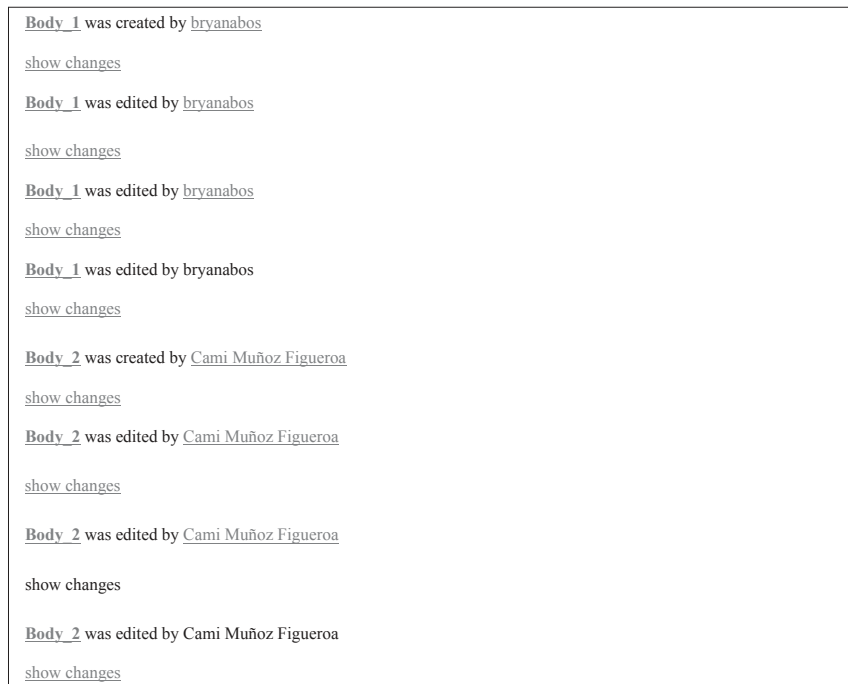 Body_1 was created by bryanabos
show changes
Body_1 was edited by bryanabos
show changes
Body_1 was edited by bryanabos
show changes
Body_1 was edited by bryanabos
show changes
Body_2 was created by Cami Muñoz Figueroa
show changes
Body_2 was edited by Cami Muñoz Figueroa
show changes
Body_2 was edited by Cami Muñoz Figueroa
show changes
Body_2 was edited by Cami Muñoz Figueroa
show changes